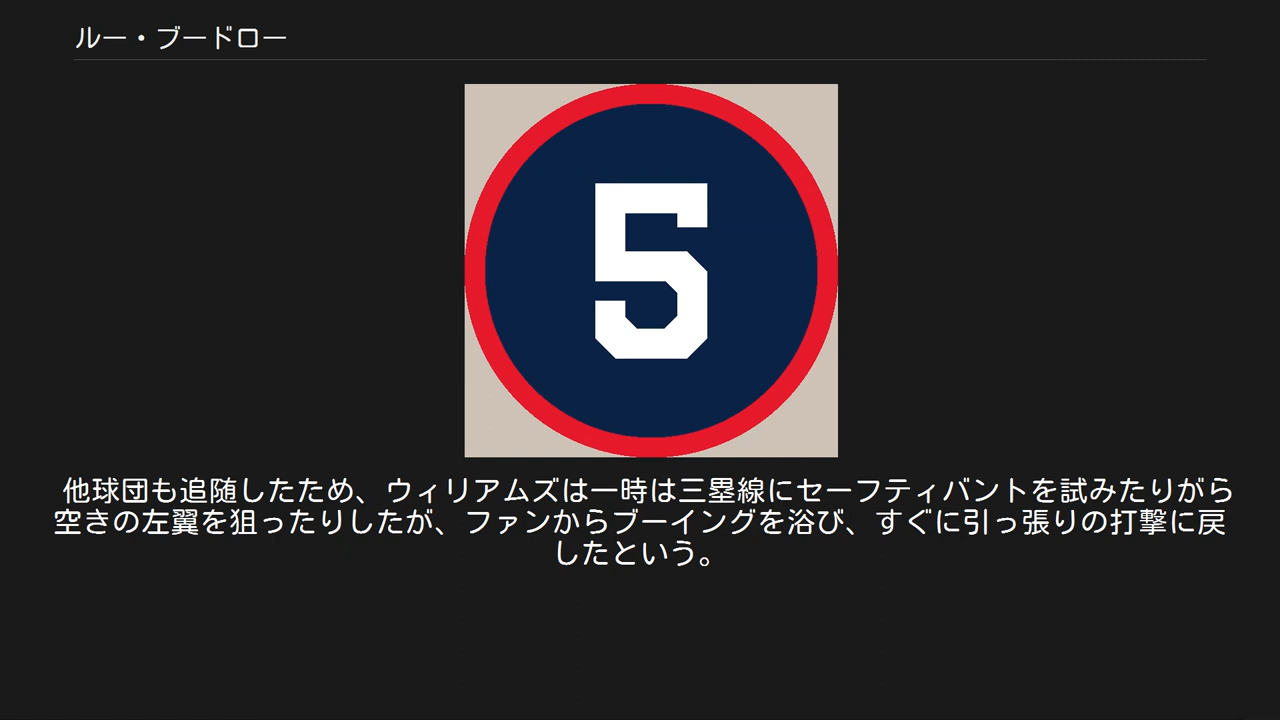 ルー・ブードロー
5
他球団も追随したため、ウィリアムズは一時は三塁線にセーフティバントを試みたりがら
空きの左翼を狙ったりしたが、ファンからブーイングを浴び、すぐに引っ張りの打撃に戻
したという。